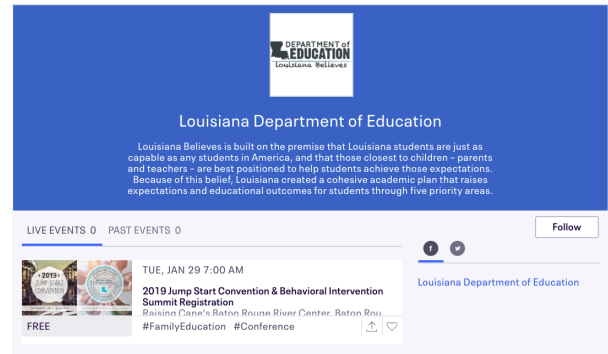 DEPARTMENT of
EDUCATION
Louisiana Believes
Louisiana Department of Education
Louisiana Believes is built on the premise that Louisiana students are just as
capable as any students in America, and that those closest to children – parents
and teachers – are best positioned to help students achieve those expectations.
Because of this belief, Louisiana created a cohesive academic plan that raises
expectations and educational outcomes for students through five priority areas.
LIVE EVENTS 0 PAST EVENTS 0
Follow
Louisiana Department of Education
2019
JUMP START
CONVENTION
TUE, JAN 29 7:00 AM
2019 Jump Start Convention & Behavioral Intervention
Summit Registration
Raising Cane's Baton Rouge River Center, Baton Rou
FREE
#FamilyEducation #Conference